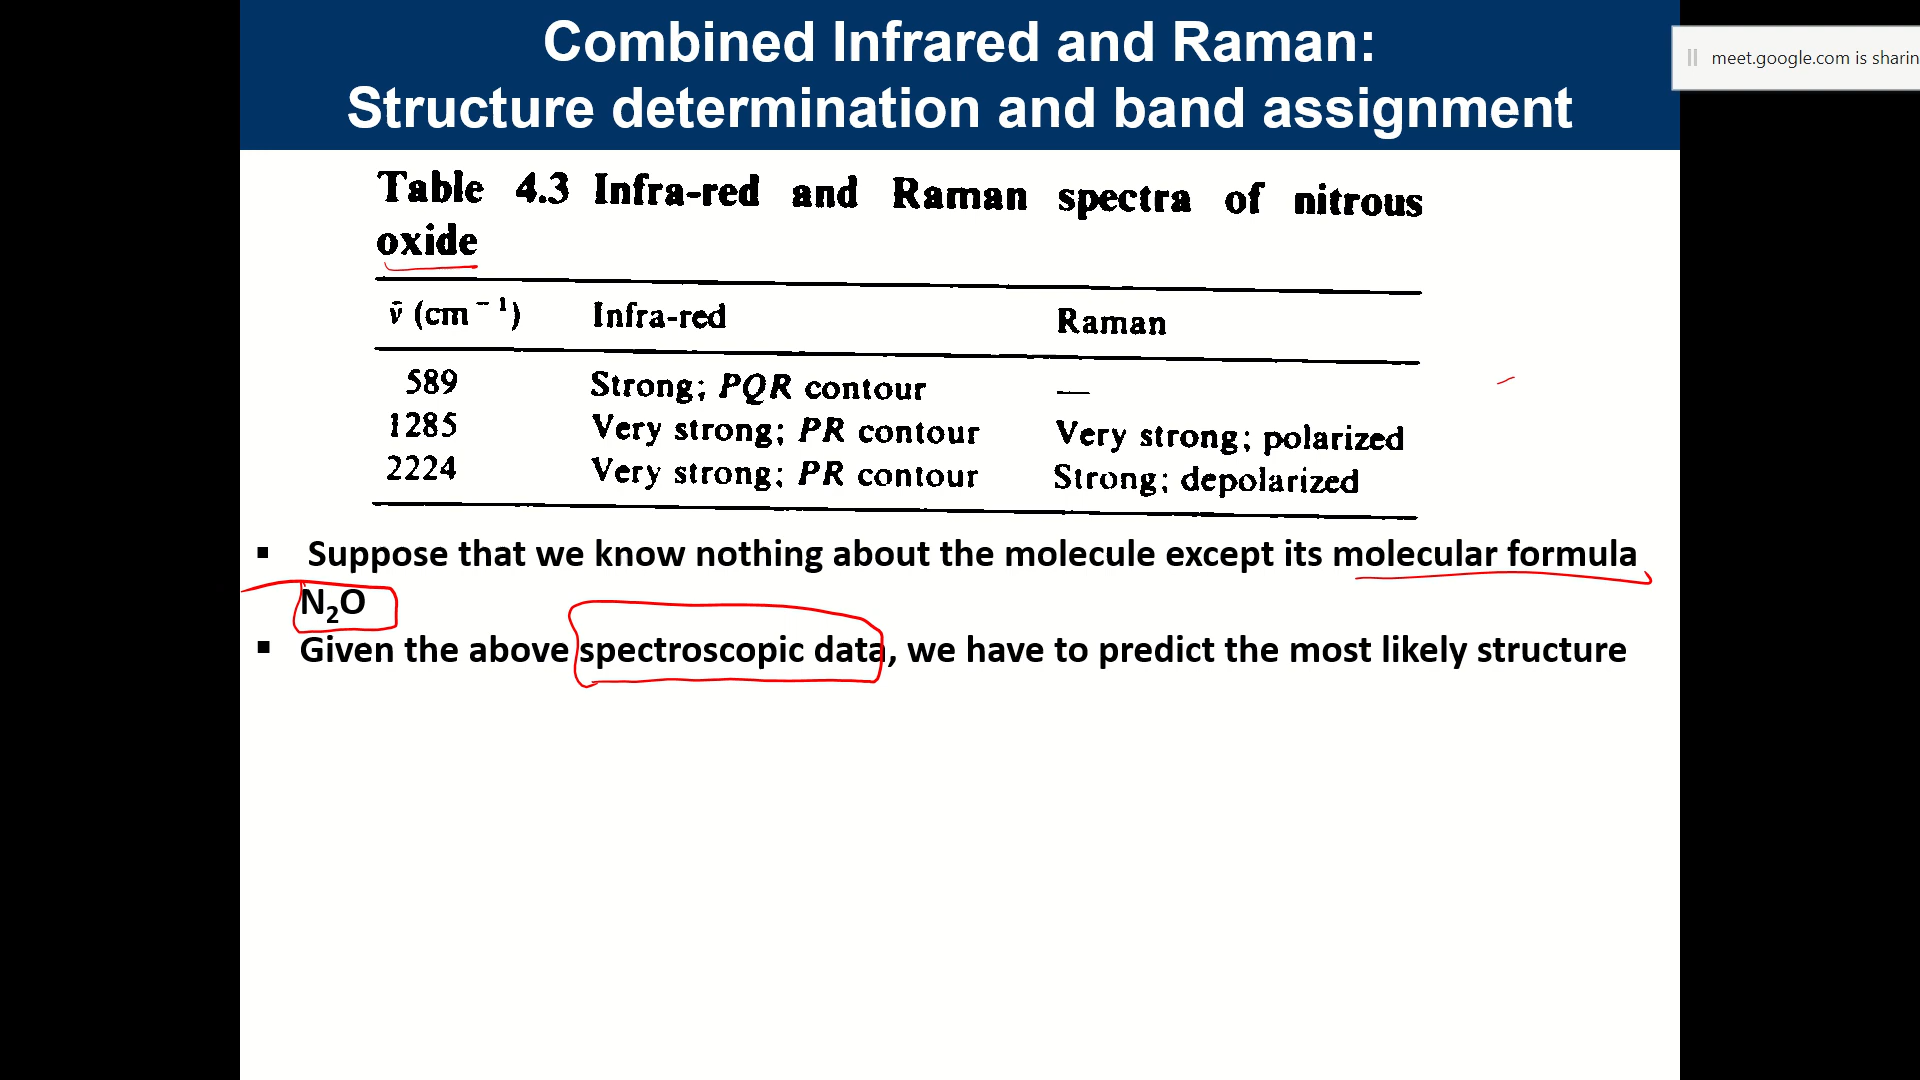 Combined Infrared and Raman:
meet.google.com is sharin
Structure determination and band assignment
Table 4.3 Infra-red and Raman spectra of nitrous
oxide
ν̄ (cm⁻¹) Infra-red Raman
589 Strong; PQR contour —
1285 Very strong; PR contour Very strong; polarized
2224 Very strong; PR contour Strong; depolarized
▪ Suppose that we know nothing about the molecule except its molecular formula
N₂O
▪ Given the above spectroscopic data, we have to predict the most likely structure